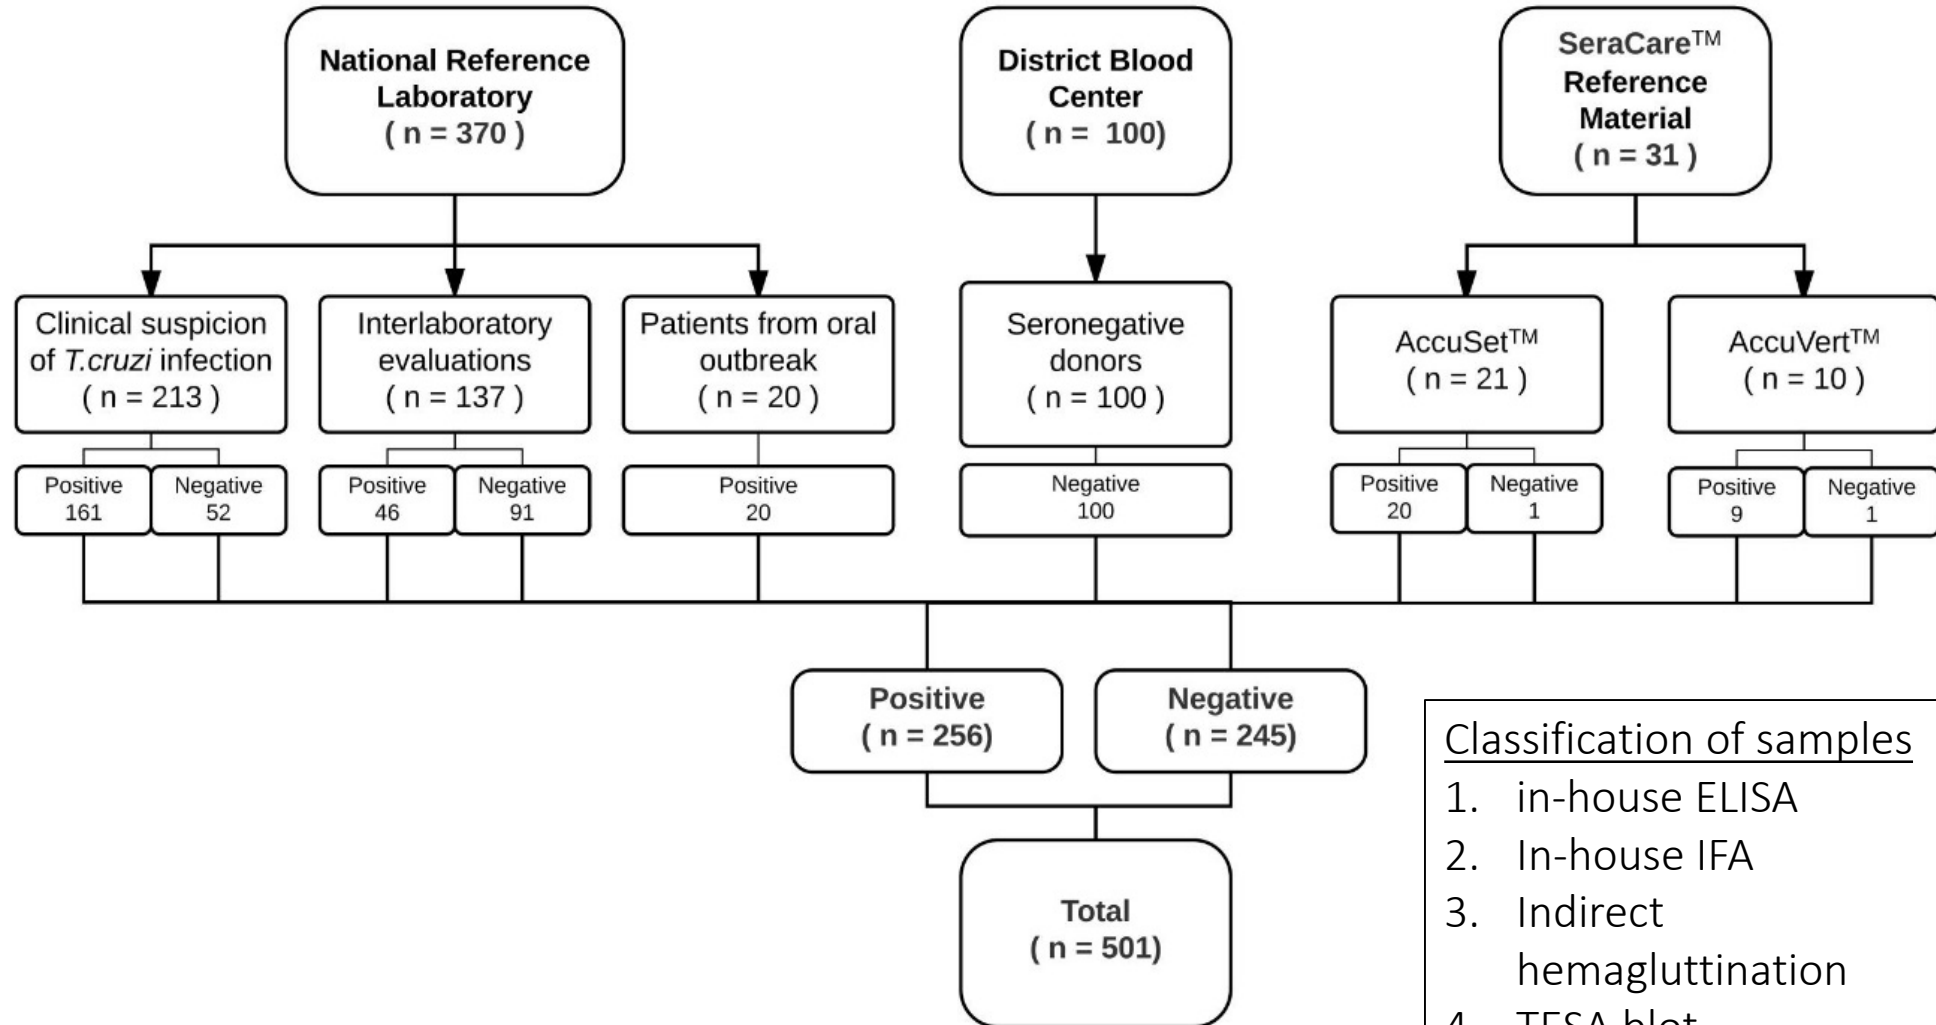 National Reference
Laboratory
( n = 370 )
District Blood
Center
( n = 100)
SeraCare™
Reference
Material
( n = 31 )
Clinical suspicion
of T.cruzi infection
( n = 213 )
Interlaboratory
evaluations
( n = 137 )
Patients from oral
outbreak
( n = 20 )
Seronegative
donors
( n = 100 )
AccuSet™
( n = 21 )
AccuVert™
( n = 10 )
Positive
161
Negative
52
Positive
46
Negative
91
Positive
20
Negative
100
Positive
20
Negative
1
Positive
9
Negative
1
Positive
( n = 256)
Negative
( n = 245)
Total
( n = 501)
Classification of samples
1. in-house ELISA
2. In-house IFA
3. Indirect
hemagluttination
4. TESA blot